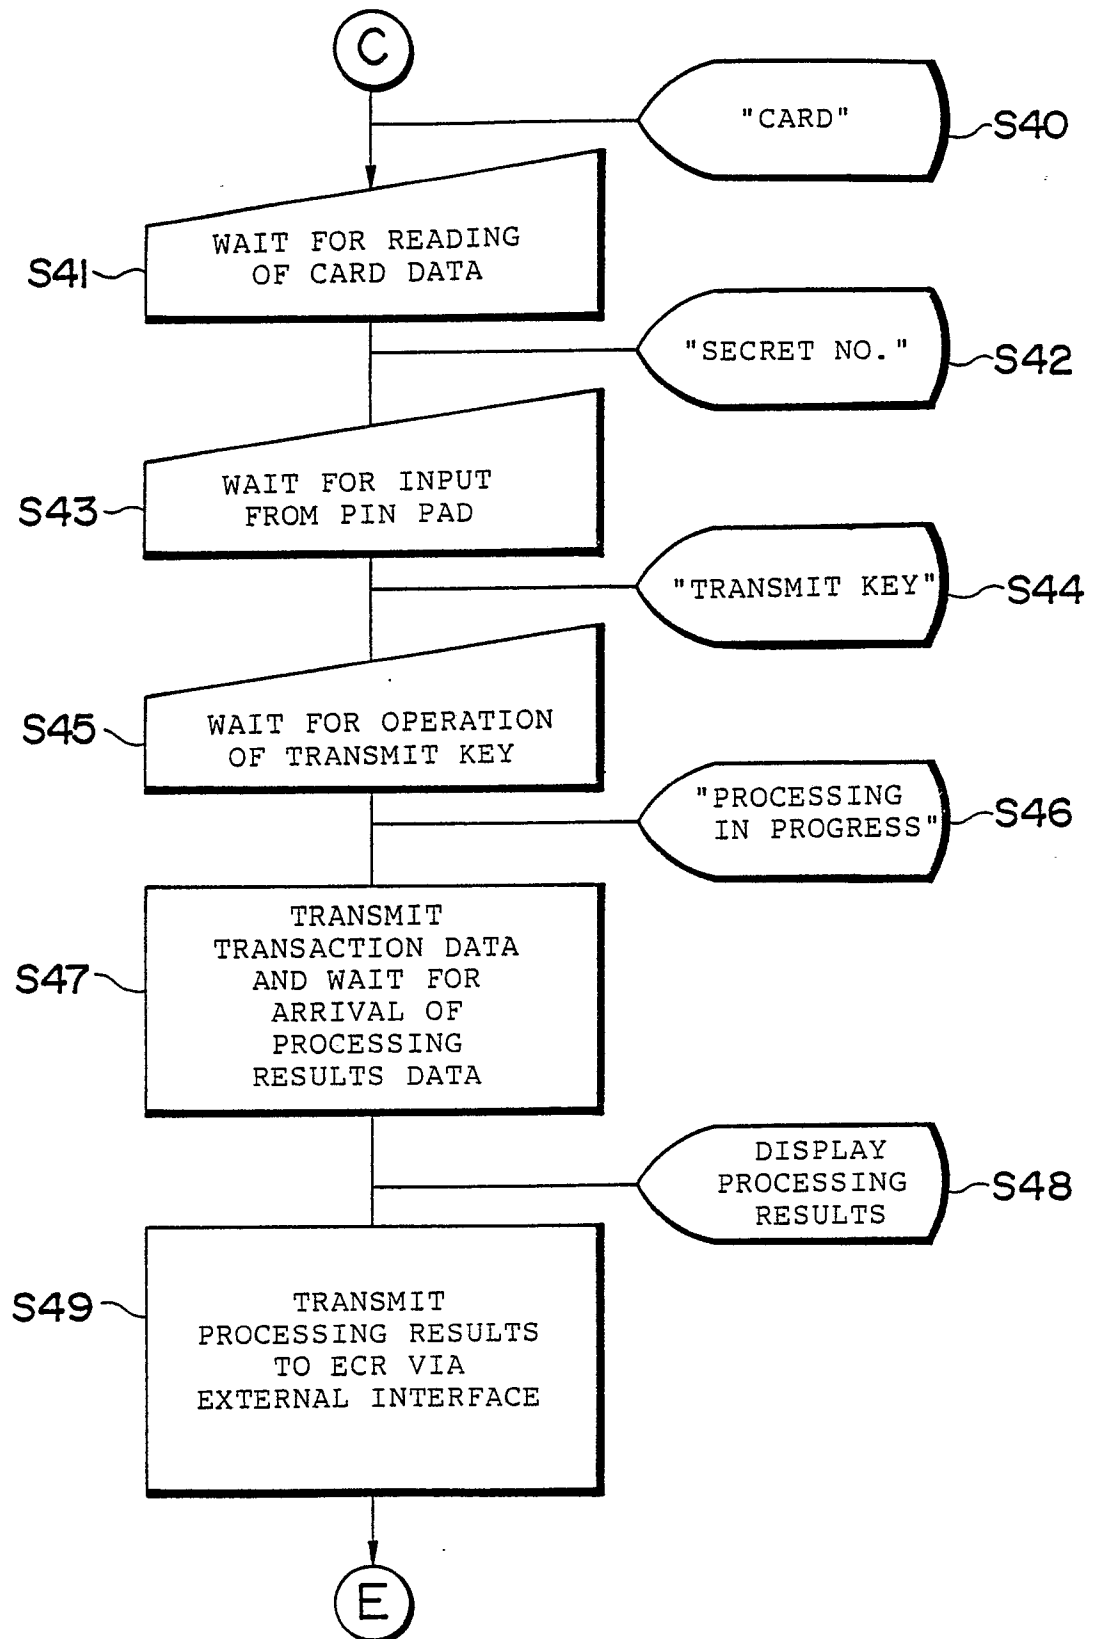 C
"CARD"
S40
S41
WAIT FOR READING
OF CARD DATA
"SECRET NO."
S42
S43
WAIT FOR INPUT
FROM PIN PAD
"TRANSMIT KEY"
S44
S45
WAIT FOR OPERATION
OF TRANSMIT KEY
"PROCESSING
IN PROGRESS"
S46
S47
TRANSMIT
TRANSACTION DATA
AND WAIT FOR
ARRIVAL OF
PROCESSING
RESULTS DATA
DISPLAY
PROCESSING
RESULTS
S48
S49
TRANSMIT
PROCESSING RESULTS
TO ECR VIA
EXTERNAL INTERFACE
E